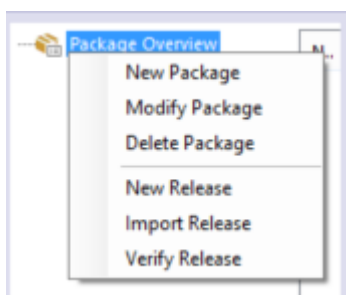 Package Overview
N..
New Package
Modify Package
Delete Package
New Release
Import Release
Verify Release